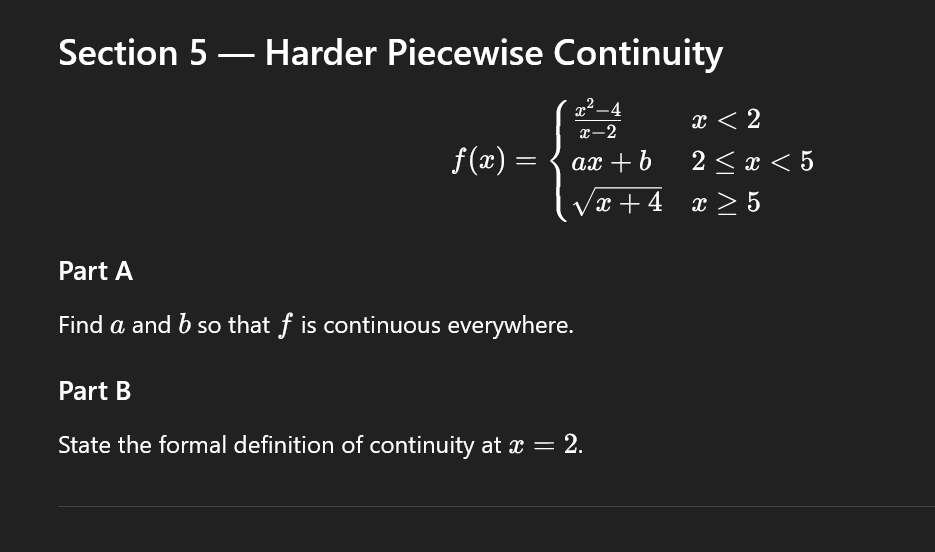 Section 5 — Harder Piecewise Continuity
f(x) = { (x² − 4)/(x − 2)   x < 2
ax + b   2 ≤ x < 5
√(x + 4)   x ≥ 5
Part A
Find a and b so that f is continuous everywhere.
Part B
State the formal definition of continuity at x = 2.